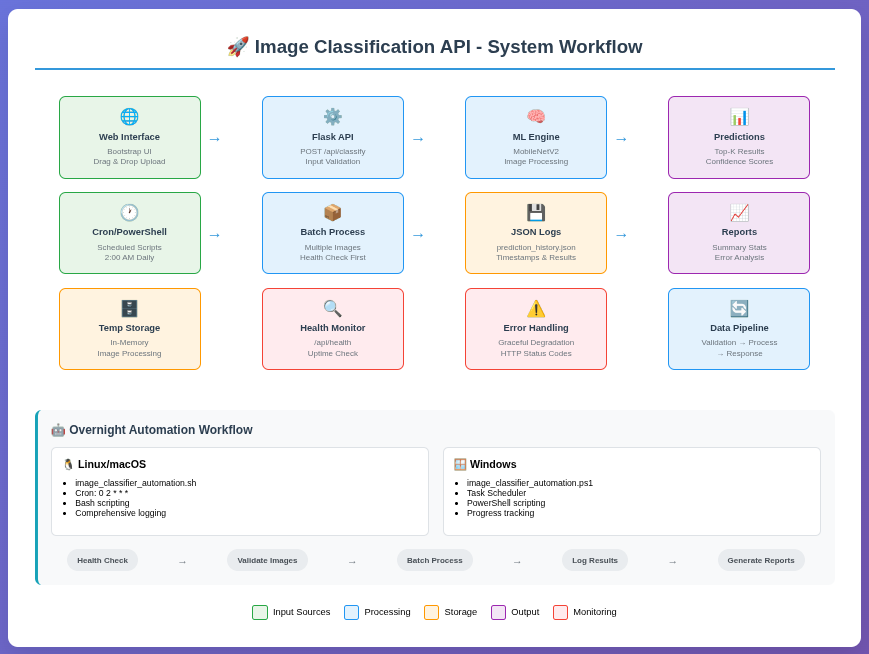 🚀 Image Classification API - System Workflow
🌐
Web Interface
Bootstrap UI
Drag & Drop Upload
→
⚙️
Flask API
POST /api/classify
Input Validation
→
🧠
ML Engine
MobileNetV2
Image Processing
→
📊
Predictions
Top-K Results
Confidence Scores
🕐
Cron/PowerShell
Scheduled Scripts
2:00 AM Daily
→
📦
Batch Process
Multiple Images
Health Check First
→
💾
JSON Logs
prediction_history.json
Timestamps & Results
→
📈
Reports
Summary Stats
Error Analysis
🗄️
Temp Storage
In-Memory
Image Processing
🔍
Health Monitor
/api/health
Uptime Check
⚠️
Error Handling
Graceful Degradation
HTTP Status Codes
🔄
Data Pipeline
Validation → Process
→ Response
🤖 Overnight Automation Workflow
🐧 Linux/macOS
• image_classifier_automation.sh
• Cron: 0 2 * * *
• Bash scripting
• Comprehensive logging
🪟 Windows
• image_classifier_automation.ps1
• Task Scheduler
• PowerShell scripting
• Progress tracking
Health Check → Validate Images → Batch Process → Log Results → Generate Reports
Input Sources Processing Storage Output Monitoring